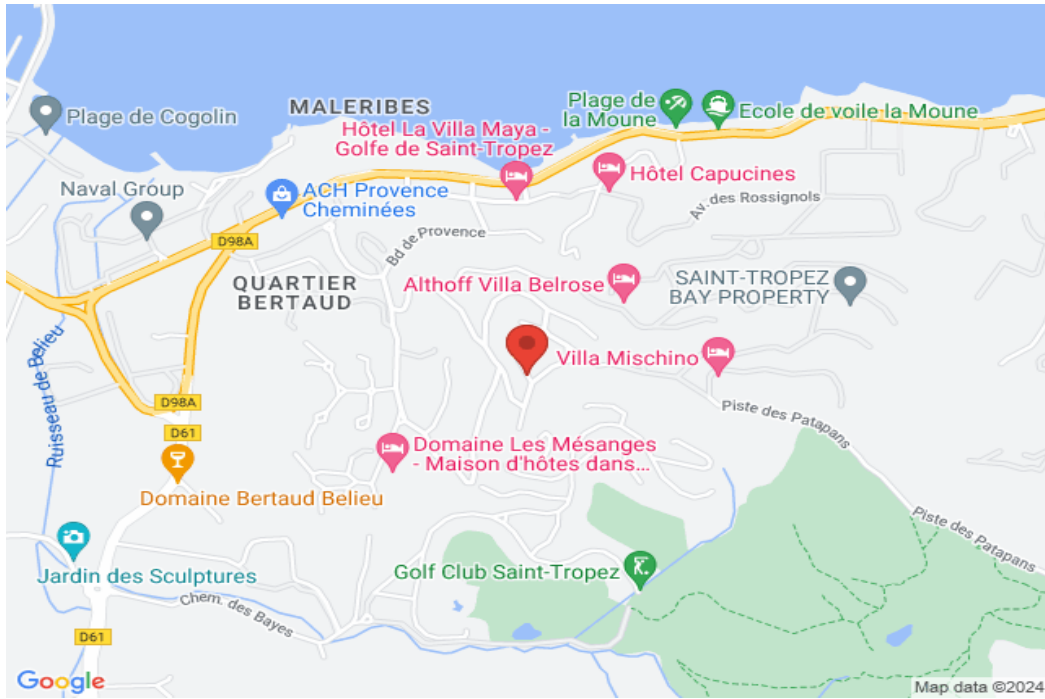 Plage de Cogolin
MALERIBES
Plage de
la Moune
Ecole de voile la Moune
Hôtel La Villa Maya -
Golfe de Saint-Tropez
Hôtel Capucines
Naval Group
ACH Provence
Cheminées
Av. des Rossignols
D98A
Bd de Provence
QUARTIER
BERTAUD
Althoff Villa Belrose
SAINT-TROPEZ
BAY PROPERTY
Ruisseau de Belieu
Villa Mischino
D98A
Piste des Patapans
D61
Domaine Les Mésanges
- Maison d'hôtes dans...
Domaine Bertaud Belieu
Piste des Patapans
Jardin des Sculptures
Golf Club Saint-Tropez
Chem. des Bayes
D61
Google
Map data ©2024